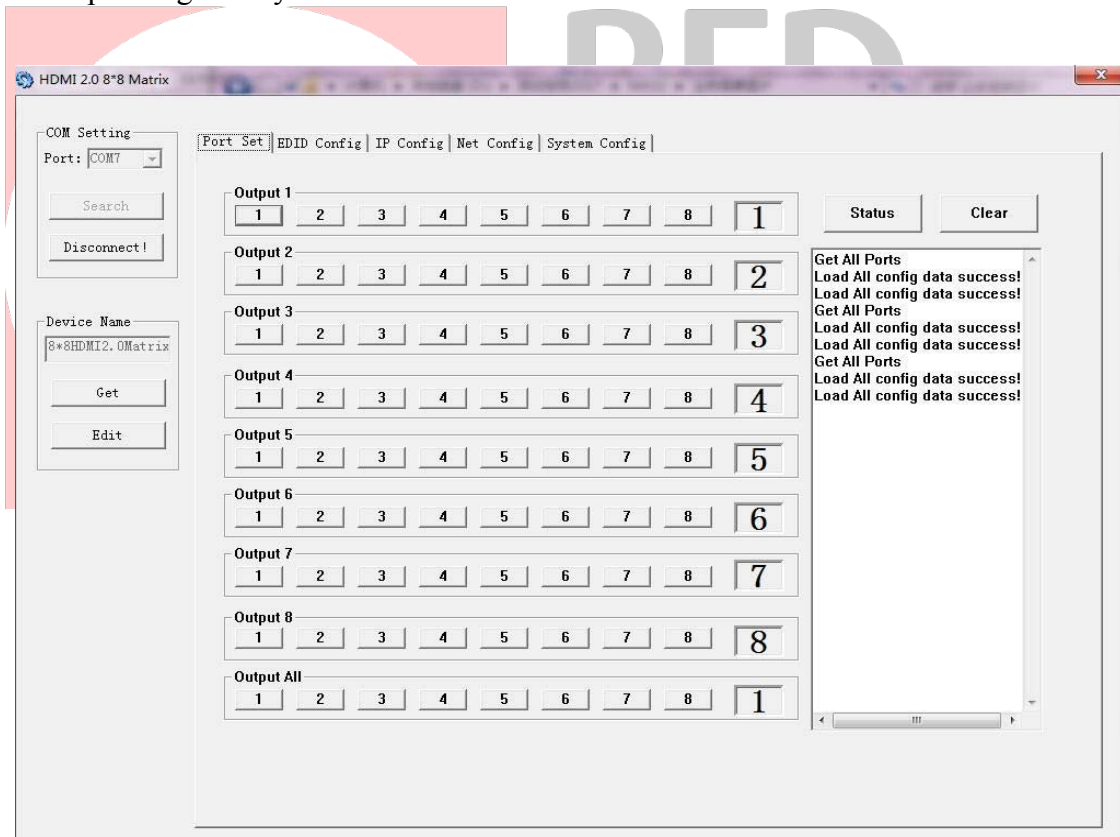 HDMI 2.0 8*8 Matrix
COM Setting
Port: COM7
Search
Disconnect!
Device Name
8*8HDMI2.0Matrix
Get
Edit
Port Set EDID Config IP Config Net Config System Config
Output 1
1 2 3 4 5 6 7 8 1
Output 2
1 2 3 4 5 6 7 8 2
Output 3
1 2 3 4 5 6 7 8 3
Output 4
1 2 3 4 5 6 7 8 4
Output 5
1 2 3 4 5 6 7 8 5
Output 6
1 2 3 4 5 6 7 8 6
Output 7
1 2 3 4 5 6 7 8 7
Output 8
1 2 3 4 5 6 7 8 8
Output All
1 2 3 4 5 6 7 8 1
Status Clear
Get All Ports
Load All config data success!
Load All config data success!
Get All Ports
Load All config data success!
Load All config data success!
Get All Ports
Load All config data success!
Load All config data success!